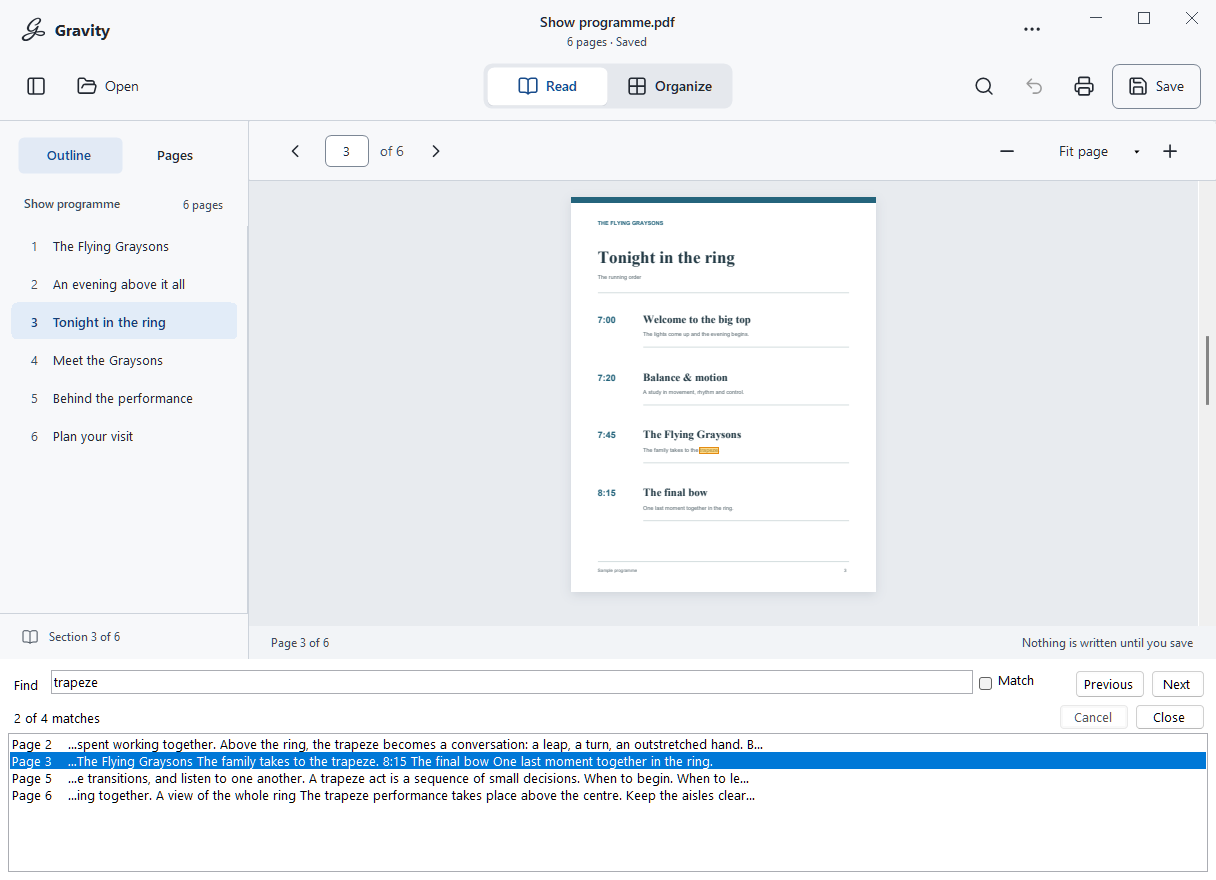 Gravity
Show programme.pdf
6 pages · Saved
Open
Read
Organize
Save
Outline
Pages
3
of 6
Fit page
Show programme
6 pages
1 The Flying Graysons
2 An evening above it all
3 Tonight in the ring
4 Meet the Graysons
5 Behind the performance
6 Plan your visit
THE FLYING GRAYSONS
Tonight in the ring
The running order
7:00 Welcome to the big top
The lights come up and the evening begins.
7:20 Balance & motion
A study in movement, rhythm and control.
7:45 The Flying Graysons
The family takes to the trapeze.
8:15 The final bow
One last moment together in the ring.
Sample programme 3
Section 3 of 6
Page 3 of 6
Nothing is written until you save
Find
trapeze
Match
Previous
Next
2 of 4 matches
Cancel
Close
Page 2 ...spent working together. Above the ring, the trapeze becomes a conversation: a leap, a turn, an outstretched hand. B...
Page 3 ...The Flying Graysons The family takes to the trapeze. 8:15 The final bow One last moment together in the ring.
Page 5 ...e transitions, and listen to one another. A trapeze act is a sequence of small decisions. When to begin. When to le...
Page 6 ...ing together. A view of the whole ring The trapeze performance takes place above the centre. Keep the aisles clear...